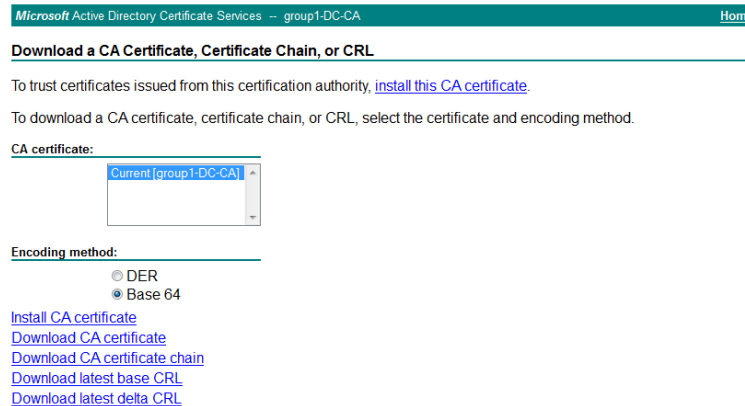 Microsoft Active Directory Certificate Services -- group1-DC-CA Hom
Download a CA Certificate, Certificate Chain, or CRL
To trust certificates issued from this certification authority, install this CA certificate.
To download a CA certificate, certificate chain, or CRL, select the certificate and encoding method.
CA certificate:
Current [group1-DC-CA]
Encoding method:
DER
Base 64
Install CA certificate
Download CA certificate
Download CA certificate chain
Download latest base CRL
Download latest delta CRL